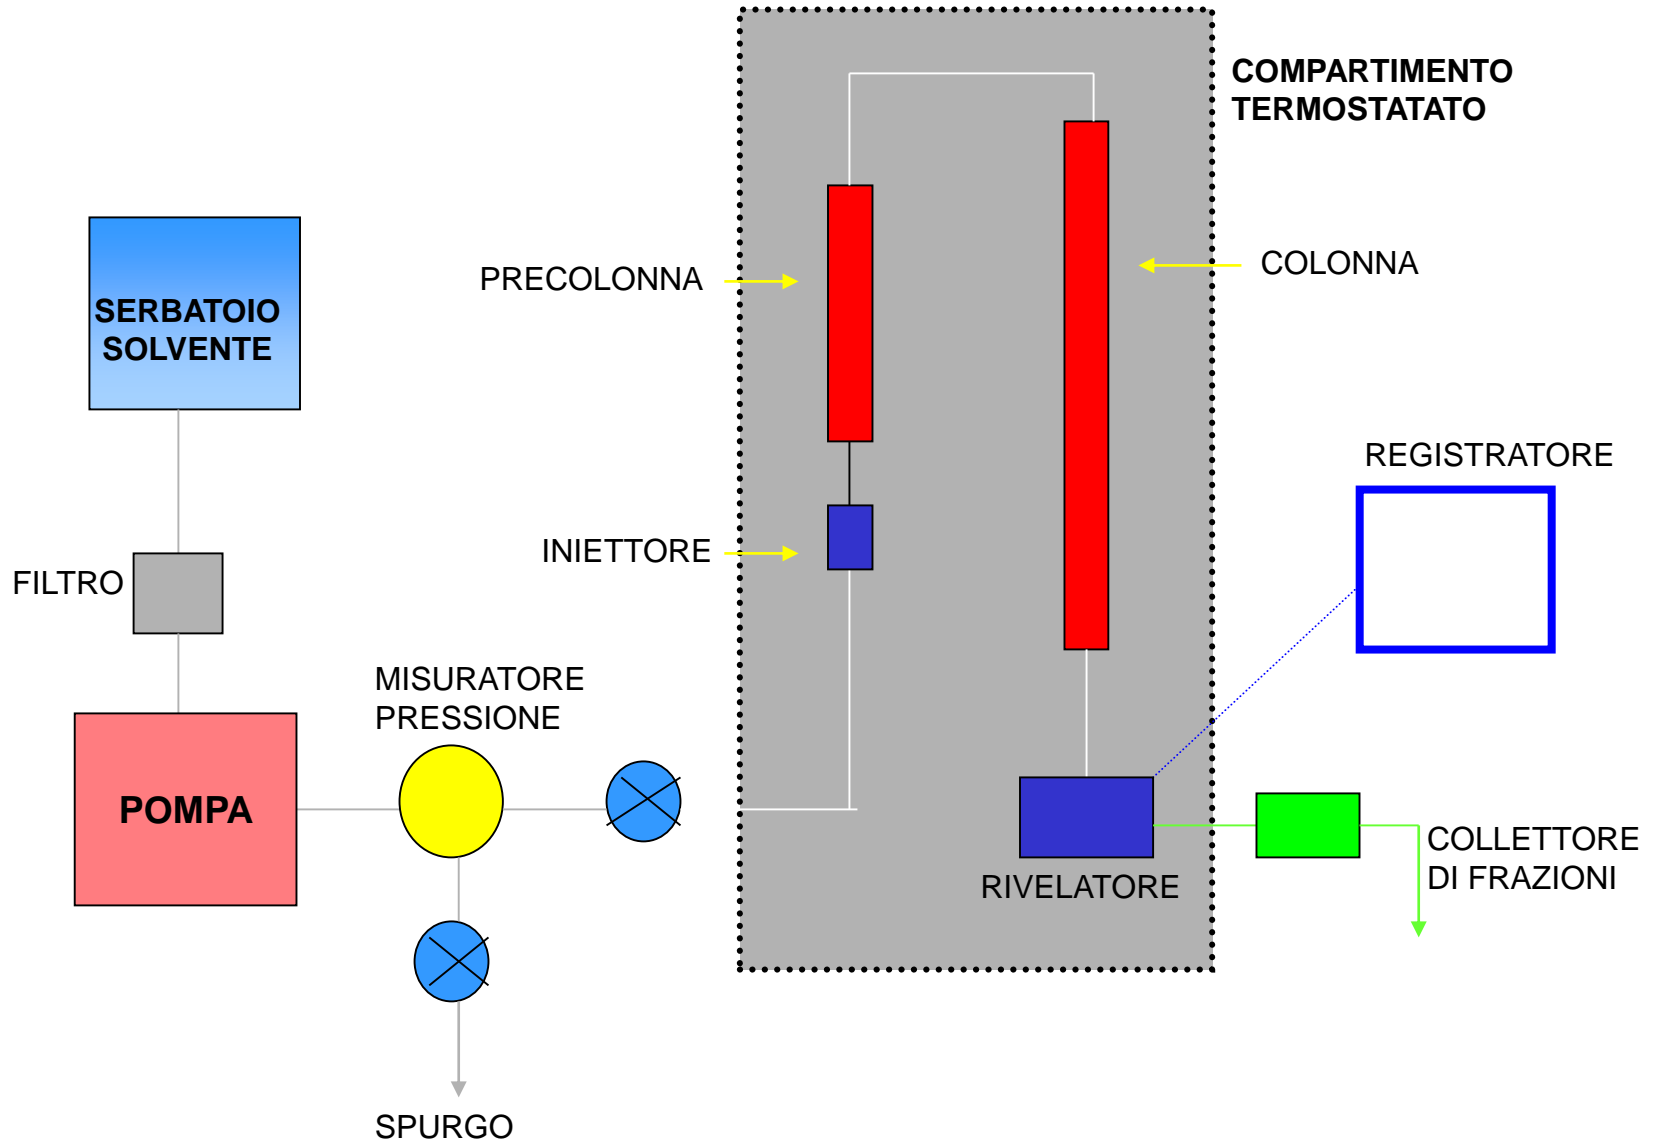 COMPARTIMENTO
TERMOSTATATO
PRECOLONNA
COLONNA
SERBATOIO
SOLVENTE
REGISTRATORE
INIETTORE
FILTRO
MISURATORE
PRESSIONE
POMPA
RIVELATORE
COLLETTORE
DI FRAZIONI
SPURGO